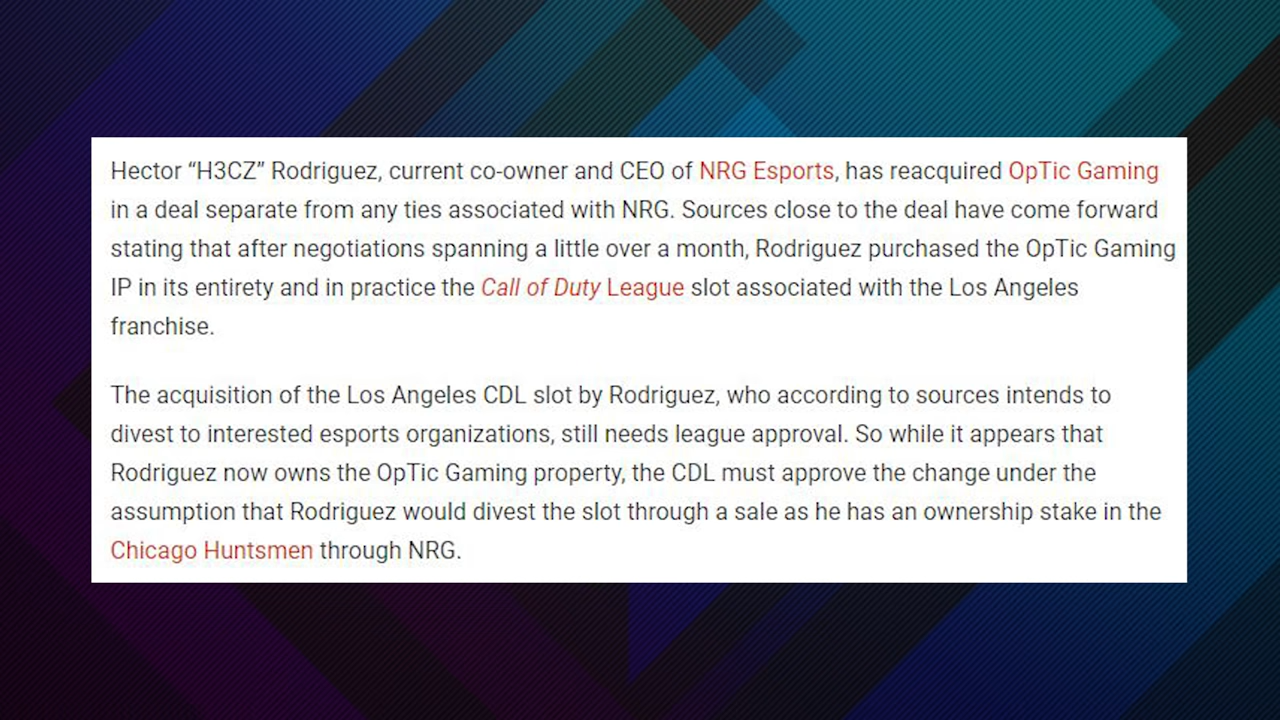 Hector “H3CZ” Rodriguez, current co-owner and CEO of NRG Esports, has reacquired OpTic Gaming
in a deal separate from any ties associated with NRG. Sources close to the deal have come forward
stating that after negotiations spanning a little over a month, Rodriguez purchased the OpTic Gaming
IP in its entirety and in practice the Call of Duty League slot associated with the Los Angeles
franchise.
The acquisition of the Los Angeles CDL slot by Rodriguez, who according to sources intends to
divest to interested esports organizations, still needs league approval. So while it appears that
Rodriguez now owns the OpTic Gaming property, the CDL must approve the change under the
assumption that Rodriguez would divest the slot through a sale as he has an ownership stake in the
Chicago Huntsmen through NRG.